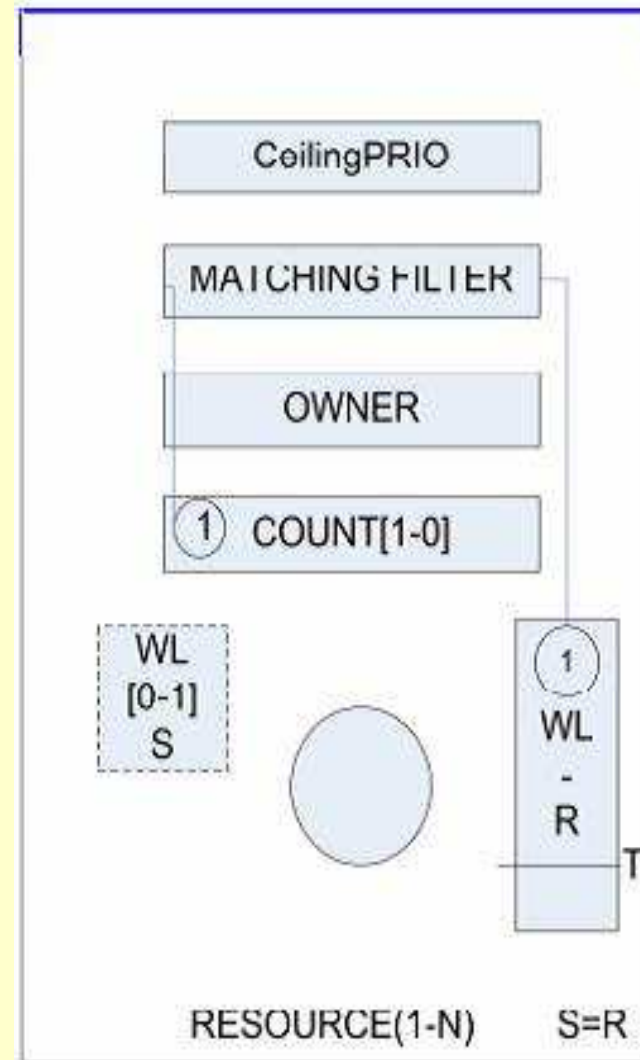 CeilingPRIO
MATCHING FILTER
OWNER
1 COUNT[1-0]
WL
[0-1]
S
1
WL
-
R
T
RESOURCE(1-N) S=R